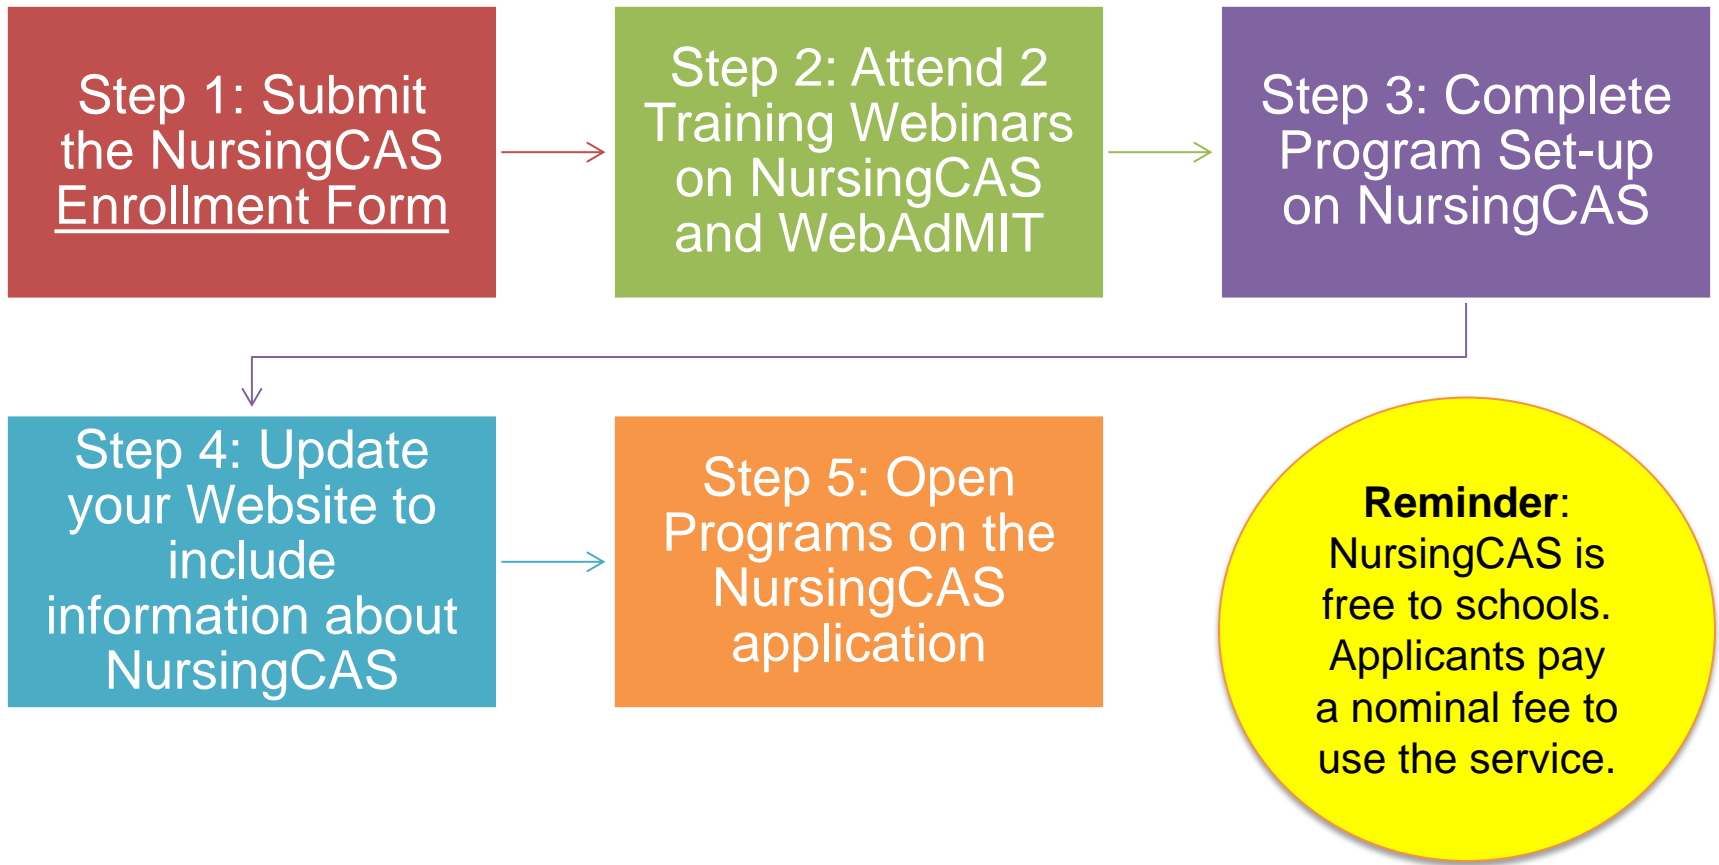 Step 1: Submit
the NursingCAS
Enrollment Form
Step 2: Attend 2
Training Webinars
on NursingCAS
and WebAdMIT
Step 3: Complete
Program Set-up
on NursingCAS
Step 4: Update
your Website to
include
information about
NursingCAS
Step 5: Open
Programs on the
NursingCAS
application
Reminder:
NursingCAS is
free to schools.
Applicants pay
a nominal fee to
use the service.